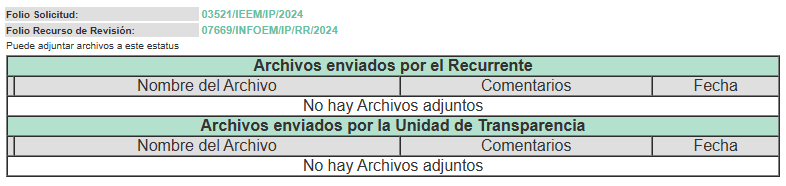 Folio Solicitud: 03521/IEEM/IP/2024
Folio Recurso de Revisión: 07669/INFOEM/IP/RR/2024
Puede adjuntar archivos a este estatus
Archivos enviados por el Recurrente
Nombre del Archivo Comentarios Fecha
No hay Archivos adjuntos
Archivos enviados por la Unidad de Transparencia
Nombre del Archivo Comentarios Fecha
No hay Archivos adjuntos